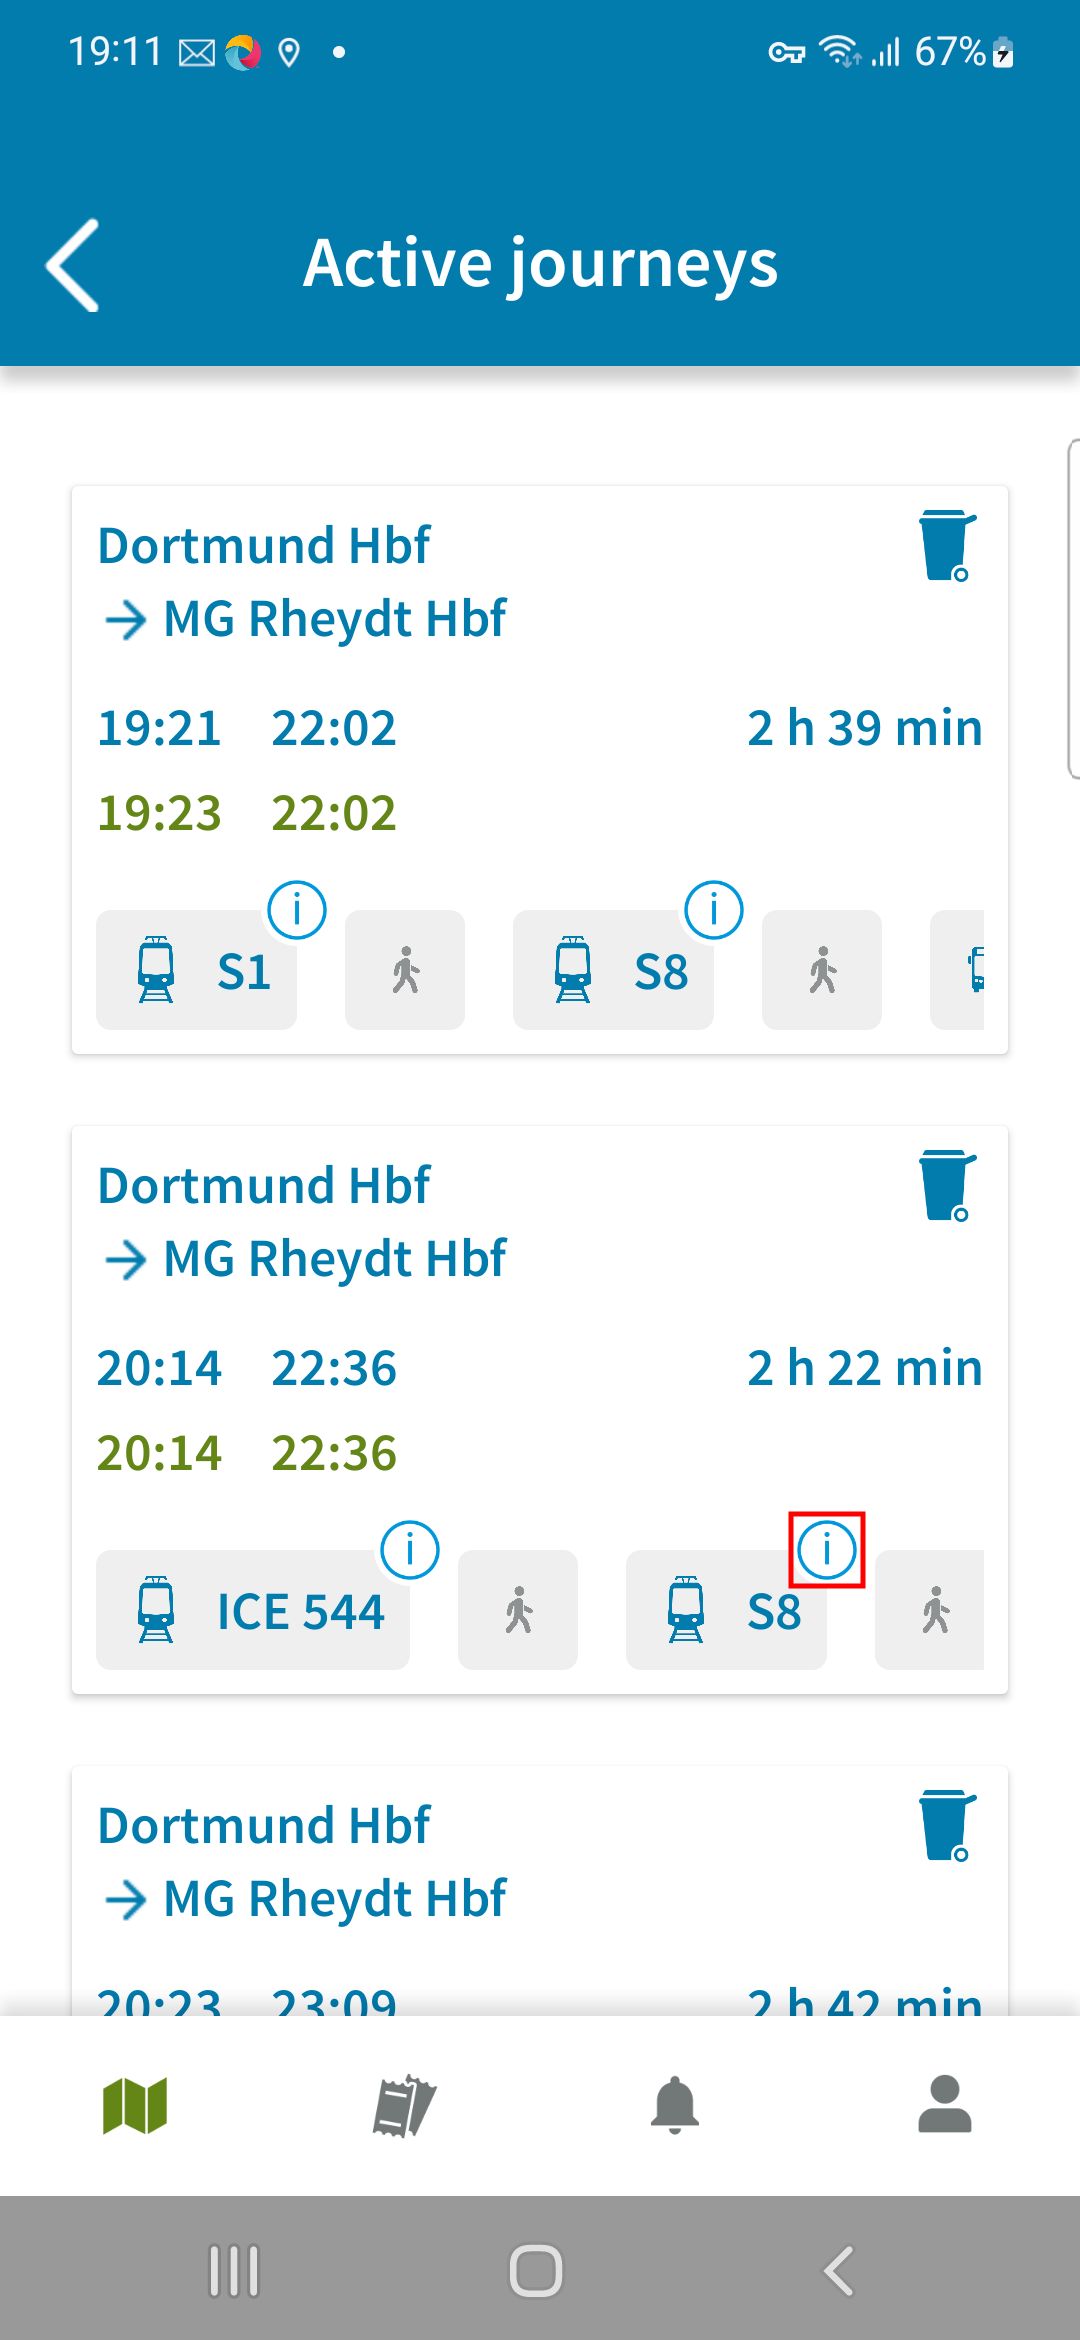 19:11
67%
Active journeys
Dortmund Hbf
→ MG Rheydt Hbf
19:21 22:02 2 h 39 min
19:23 22:02
S1 S8
Dortmund Hbf
→ MG Rheydt Hbf
20:14 22:36 2 h 22 min
20:14 22:36
ICE 544 S8
Dortmund Hbf
→ MG Rheydt Hbf
20:23 23:09 2 h 42 min